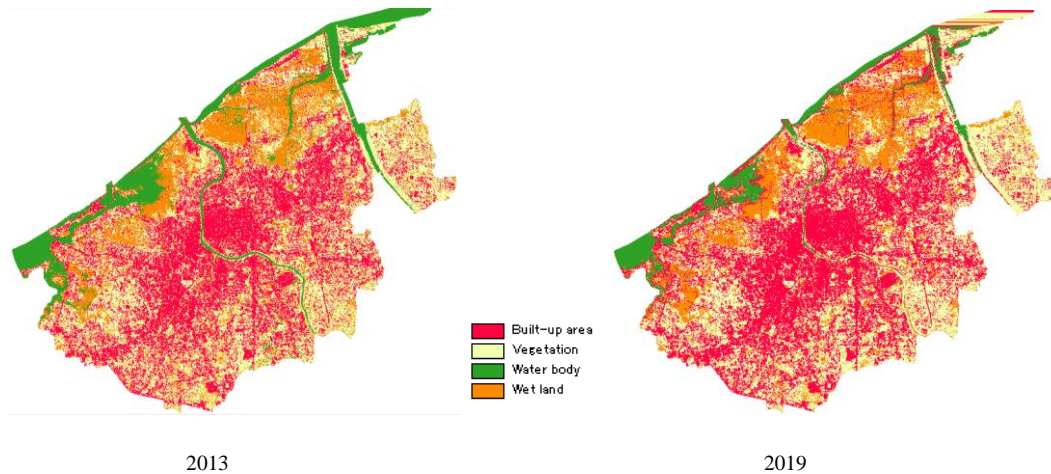 Built-up area
Vegetation
Water body
Wet land
2013
2019